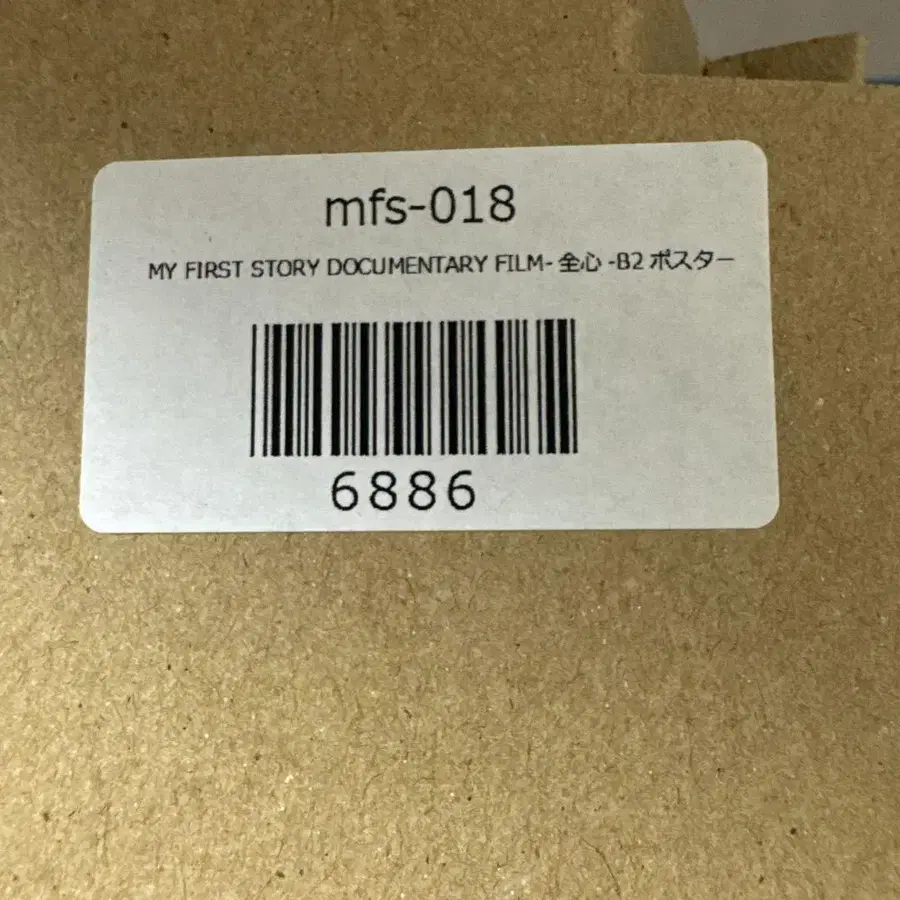 mfs-018
MY FIRST STORY DOCUMENTARY FILM- 全心 -B2 ポスター
6886